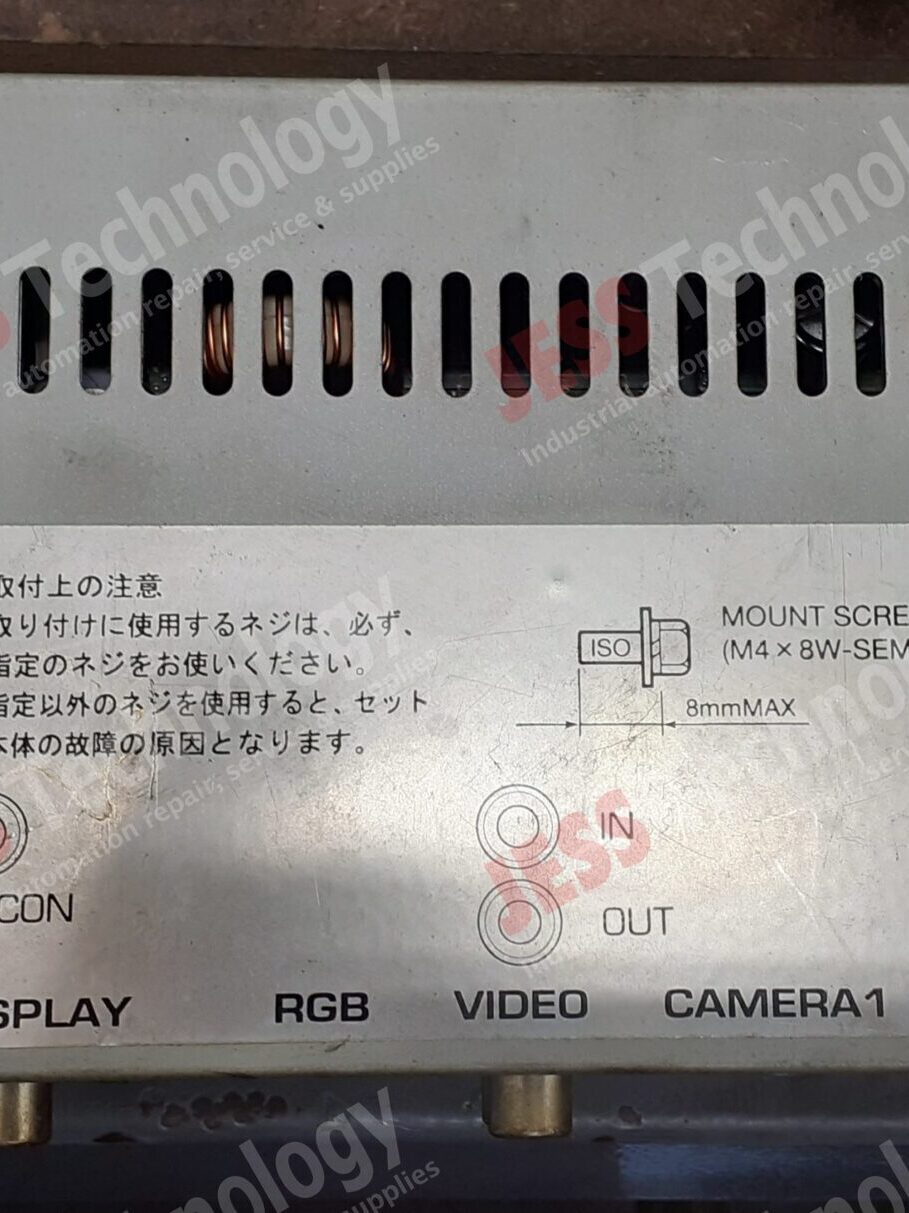 取付上の注意
取り付けに使用するネジは、必ず、
指定のネジをお使いください。
指定以外のネジを使用すると、セット
本体の故障の原因となります。
ISO
MOUNT SCRE
(M4×8W-SEM
8mmMAX
IN
OUT
CON
SPLAY
RGB
VIDEO
CAMERA1
JESS Technology
Industrial automation repair, service & supplies